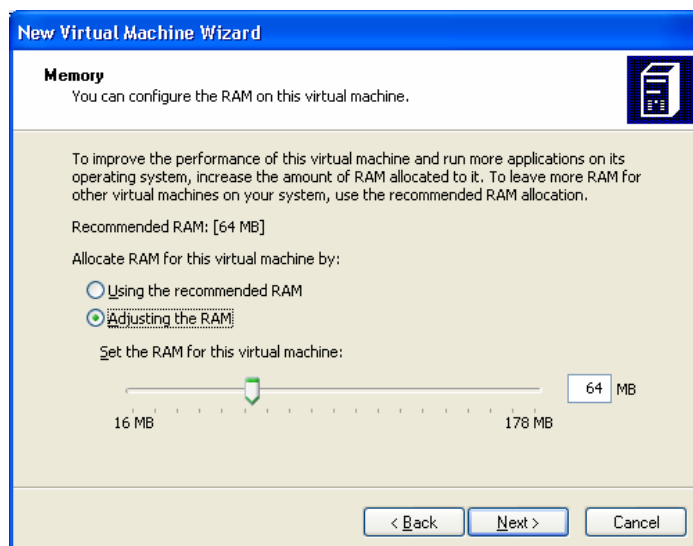 New Virtual Machine Wizard
Memory
You can configure the RAM on this virtual machine.
To improve the performance of this virtual machine and run more applications on its
operating system, increase the amount of RAM allocated to it. To leave more RAM for
other virtual machines on your system, use the recommended RAM allocation.
Recommended RAM: [64 MB]
Allocate RAM for this virtual machine by:
Using the recommended RAM
Adjusting the RAM
Set the RAM for this virtual machine:
64 MB
16 MB 178 MB
< Back Next > Cancel